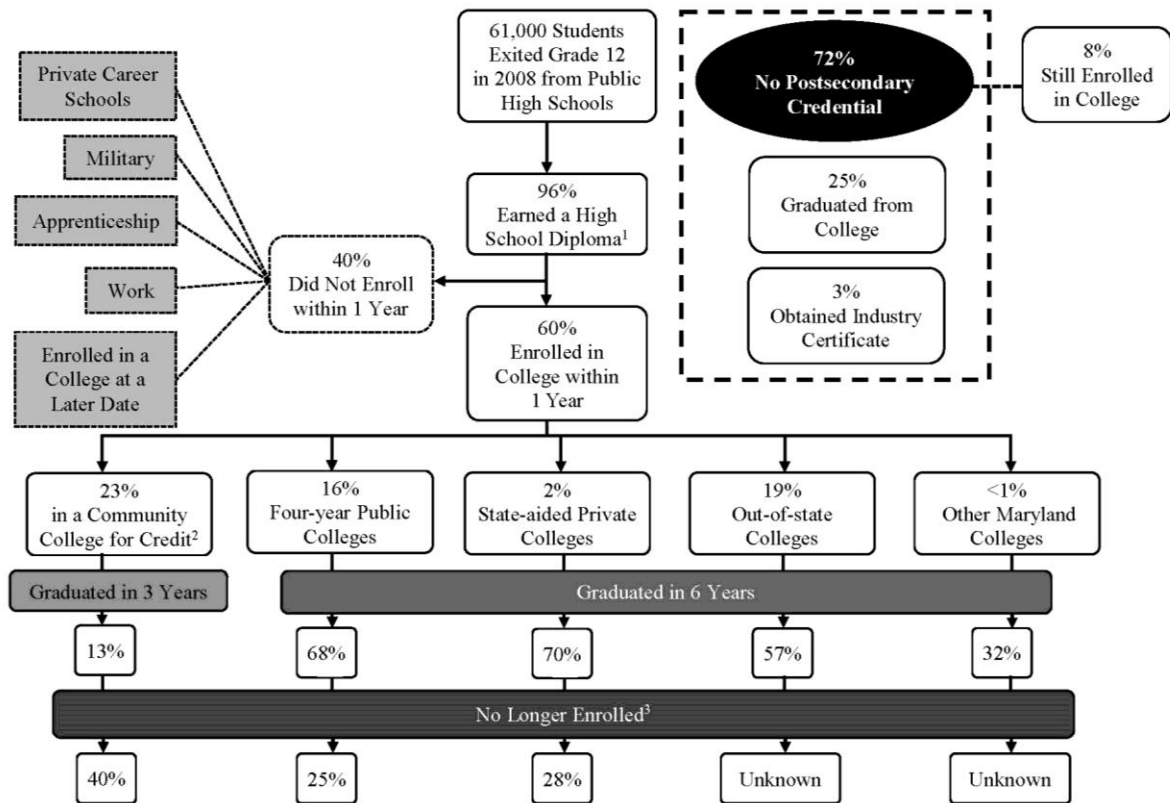 61,000 Students
Exited Grade 12
in 2008 from Public
High Schools
72%
No Postsecondary
Credential
8%
Still Enrolled
in College
Private Career
Schools
Military
Apprenticeship
Work
Enrolled in a
College at a
Later Date
96%
Earned a High
School Diploma¹
25%
Graduated from
College
40%
Did Not Enroll
within 1 Year
3%
Obtained Industry
Certificate
60%
Enrolled in
College within
1 Year
23%
in a Community
College for Credit²
16%
Four-year Public
Colleges
2%
State-aided Private
Colleges
19%
Out-of-state
Colleges
<1%
Other Maryland
Colleges
Graduated in 3 Years
Graduated in 6 Years
13%
68%
70%
57%
32%
No Longer Enrolled³
40%
25%
28%
Unknown
Unknown